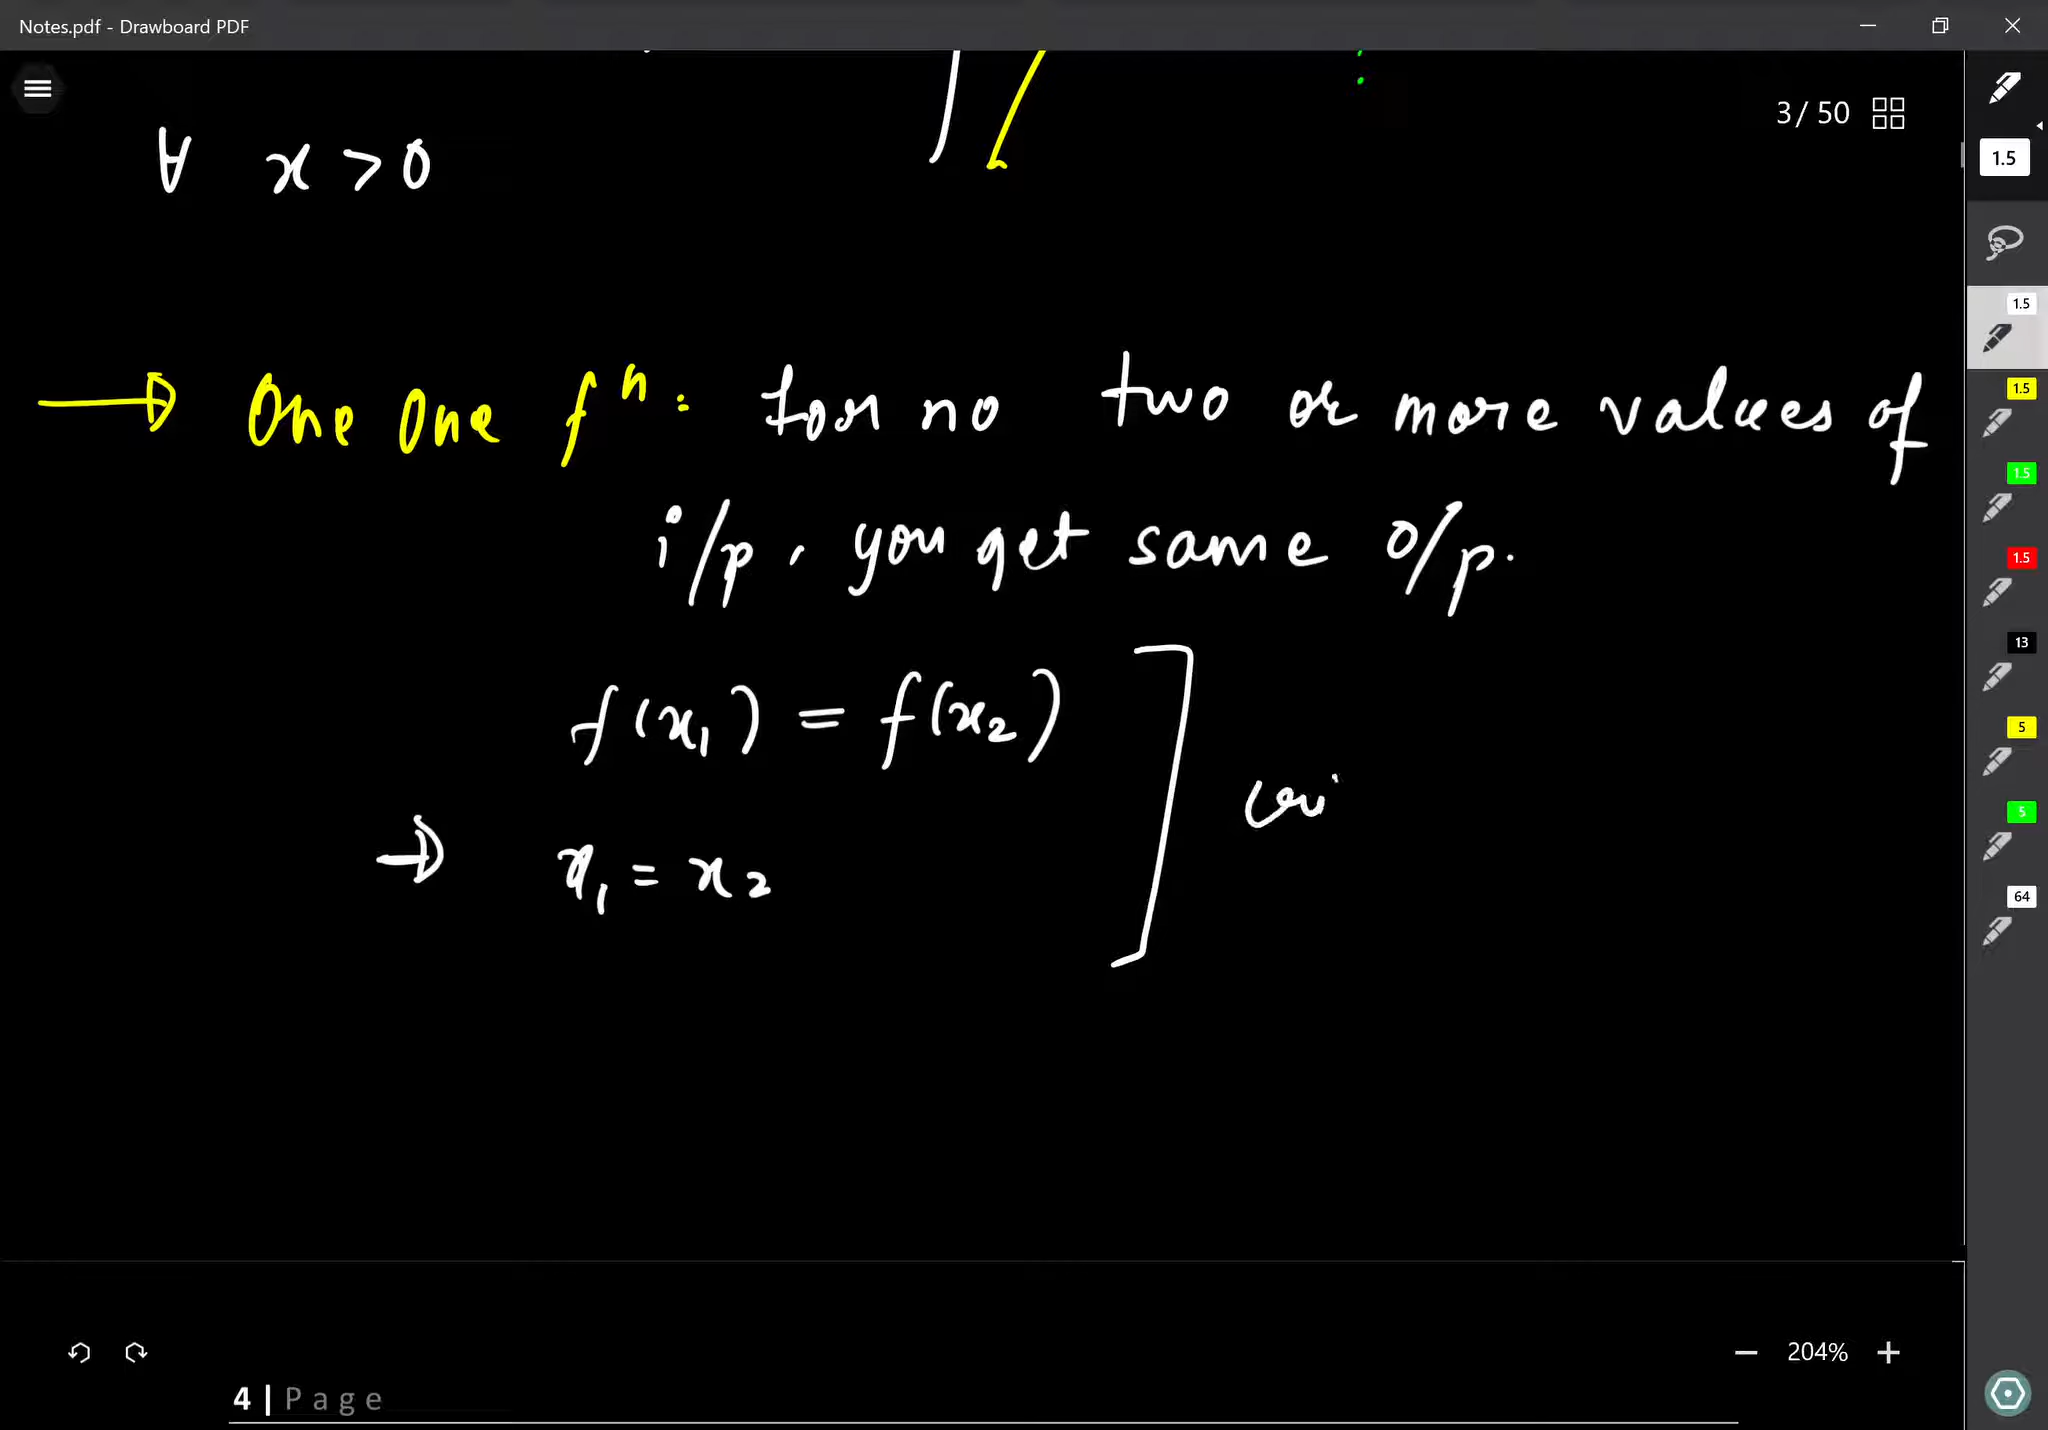 Notes.pdf - Drawboard PDF
3 / 50
∀ x > 0
1.5
1.5
→ One One fⁿ: for no two or more values of
1.5
i/p, you get same o/p.
1.5
1.5
f(x₁) = f(x₂)
13
5
⇒ x₁ = x₂
5
64
204%
4 | Page